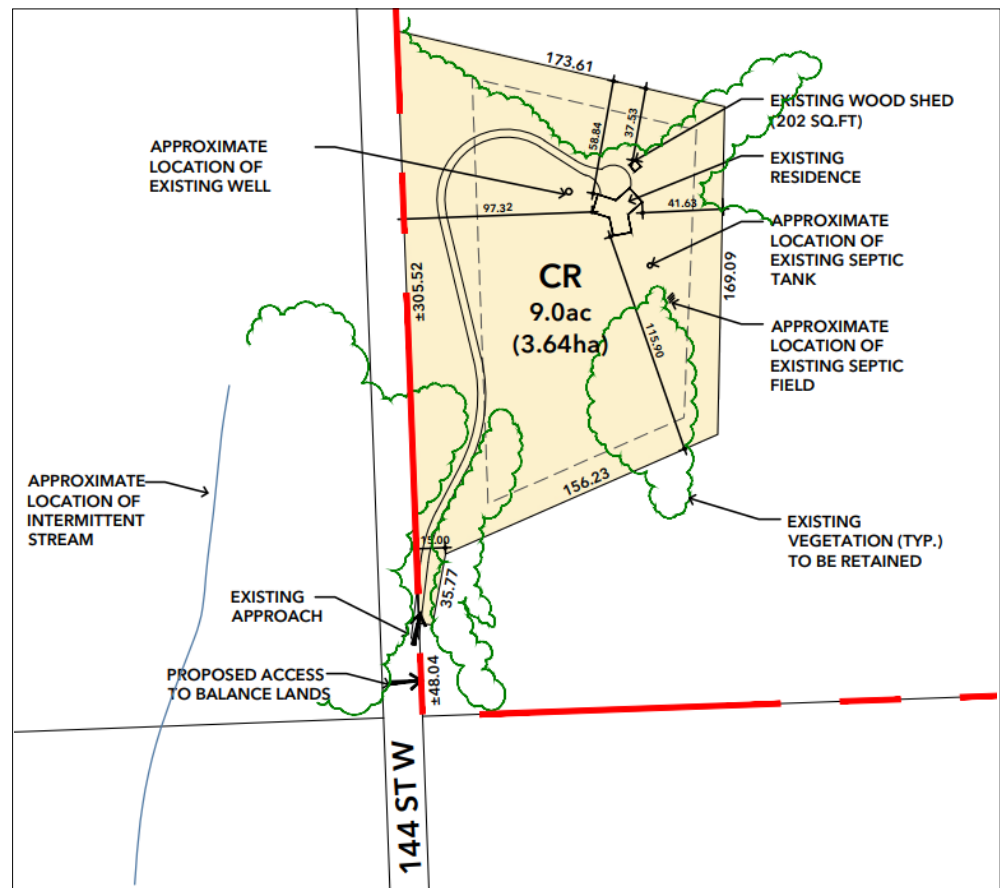 173.61
EXISTING WOOD SHED
(202 SQ.FT)
58.84
37.53
APPROXIMATE
LOCATION OF
EXISTING WELL
EXISTING
RESIDENCE
97.32
41.63
APPROXIMATE
LOCATION OF
EXISTING SEPTIC
TANK
169.09
±305.52
CR
9.0ac
(3.64ha)
115.90
APPROXIMATE
LOCATION OF
EXISTING SEPTIC
FIELD
156.23
APPROXIMATE
LOCATION OF
INTERMITTENT
STREAM
EXISTING
VEGETATION (TYP.)
TO BE RETAINED
15.00
35.77
EXISTING
APPROACH
PROPOSED ACCESS
TO BALANCE LANDS
±48.04
144 ST W